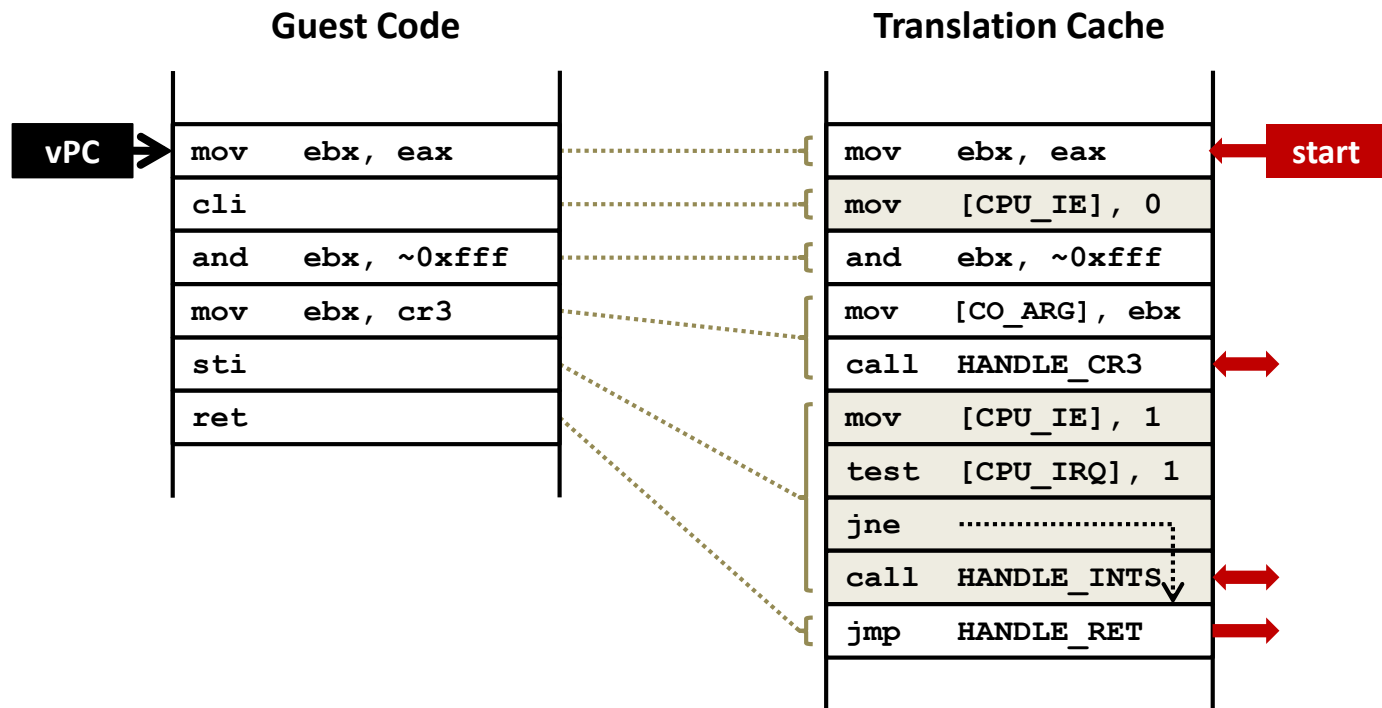 Guest Code
Translation Cache
vPC
mov ebx, eax
cli
and ebx, ~0xfff
mov ebx, cr3
sti
ret
mov ebx, eax
start
mov [CPU_IE], 0
and ebx, ~0xfff
mov [CO_ARG], ebx
call HANDLE_CR3
mov [CPU_IE], 1
test [CPU_IRQ], 1
jne
call HANDLE_INTS
jmp HANDLE_RET